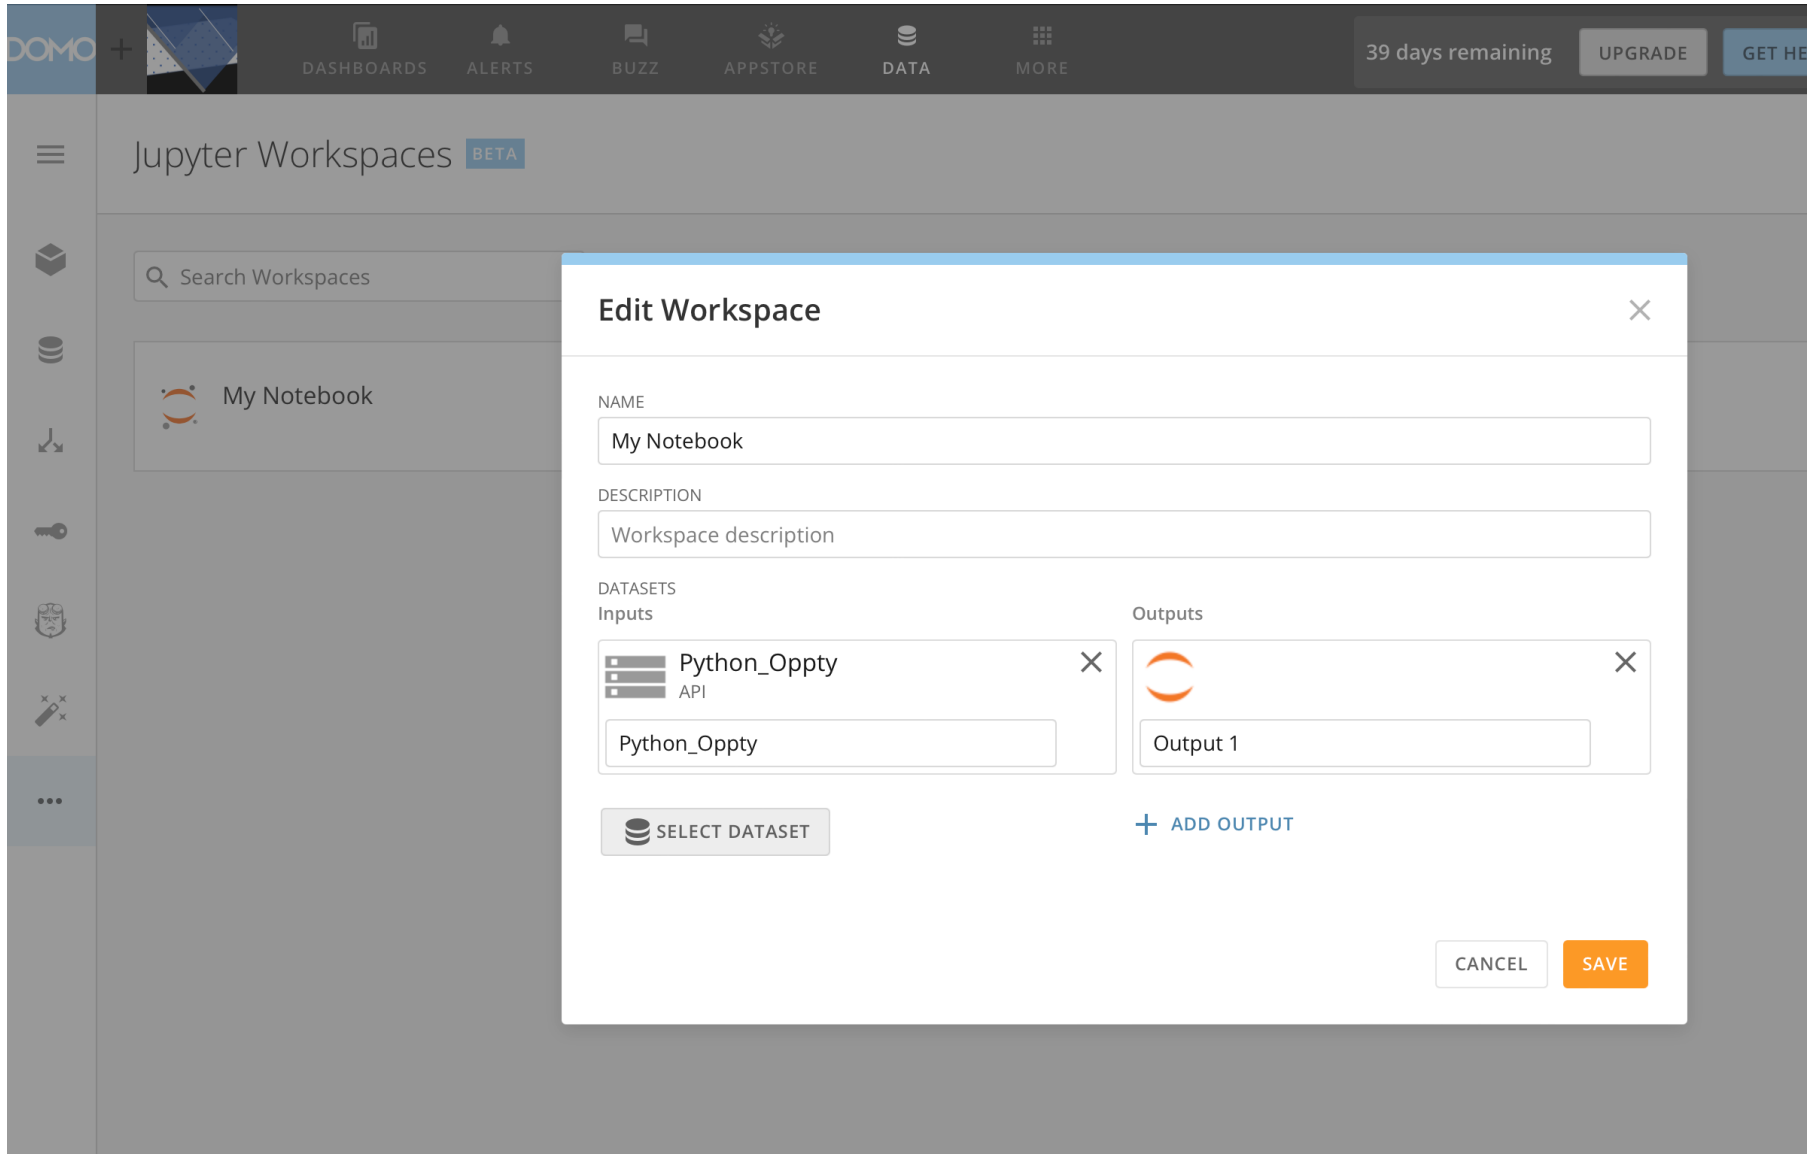 DOMO
DASHBOARDS
ALERTS
BUZZ
APPSTORE
DATA
MORE
39 days remaining
UPGRADE
GET HE
Jupyter Workspaces BETA
Search Workspaces
My Notebook
Edit Workspace
NAME
My Notebook
DESCRIPTION
Workspace description
DATASETS
Inputs
Outputs
Python_Oppty
API
Python_Oppty
Output 1
SELECT DATASET
ADD OUTPUT
CANCEL
SAVE